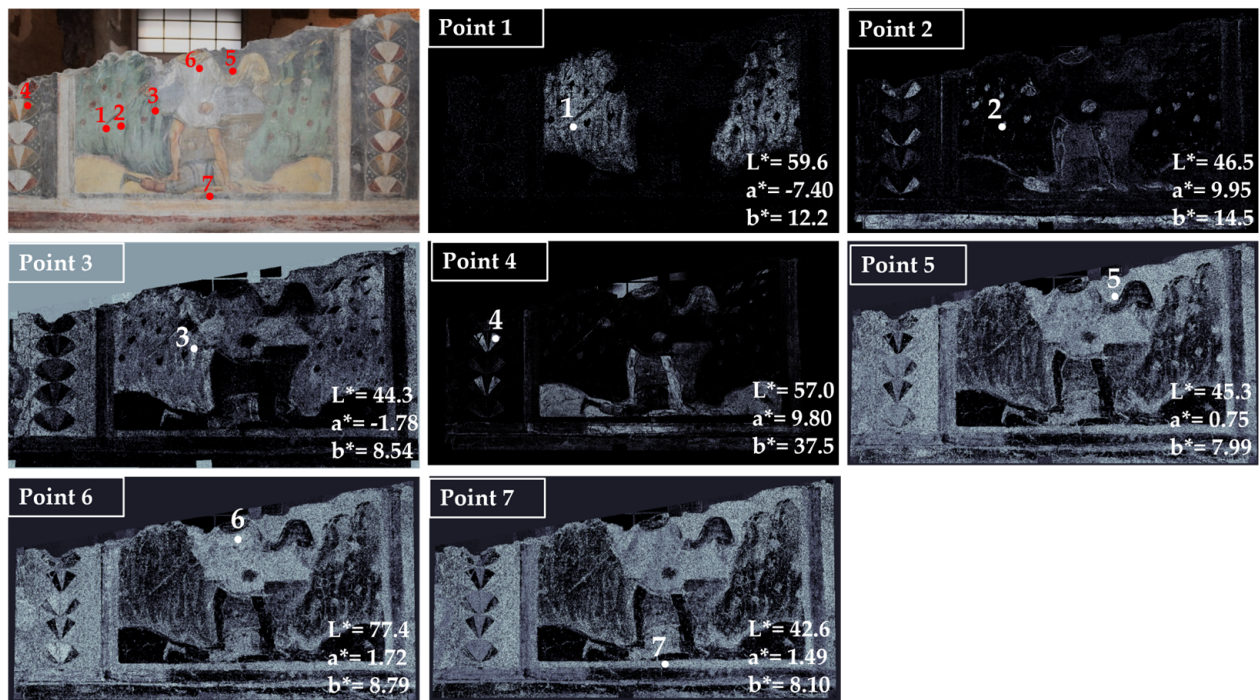 6
5
4
3
1
2
7
Point 1
1
L*= 59.6
a*= -7.40
b*= 12.2
Point 2
2
L*= 46.5
a*= 9.95
b*= 14.5
Point 3
3
L*= 44.3
a*= -1.78
b*= 8.54
Point 4
4
L*= 57.0
a*= 9.80
b*= 37.5
Point 5
5
L*= 45.3
a*= 0.75
b*= 7.99
Point 6
6
L*= 77.4
a*= 1.72
b*= 8.79
Point 7
7
L*= 42.6
a*= 1.49
b*= 8.10